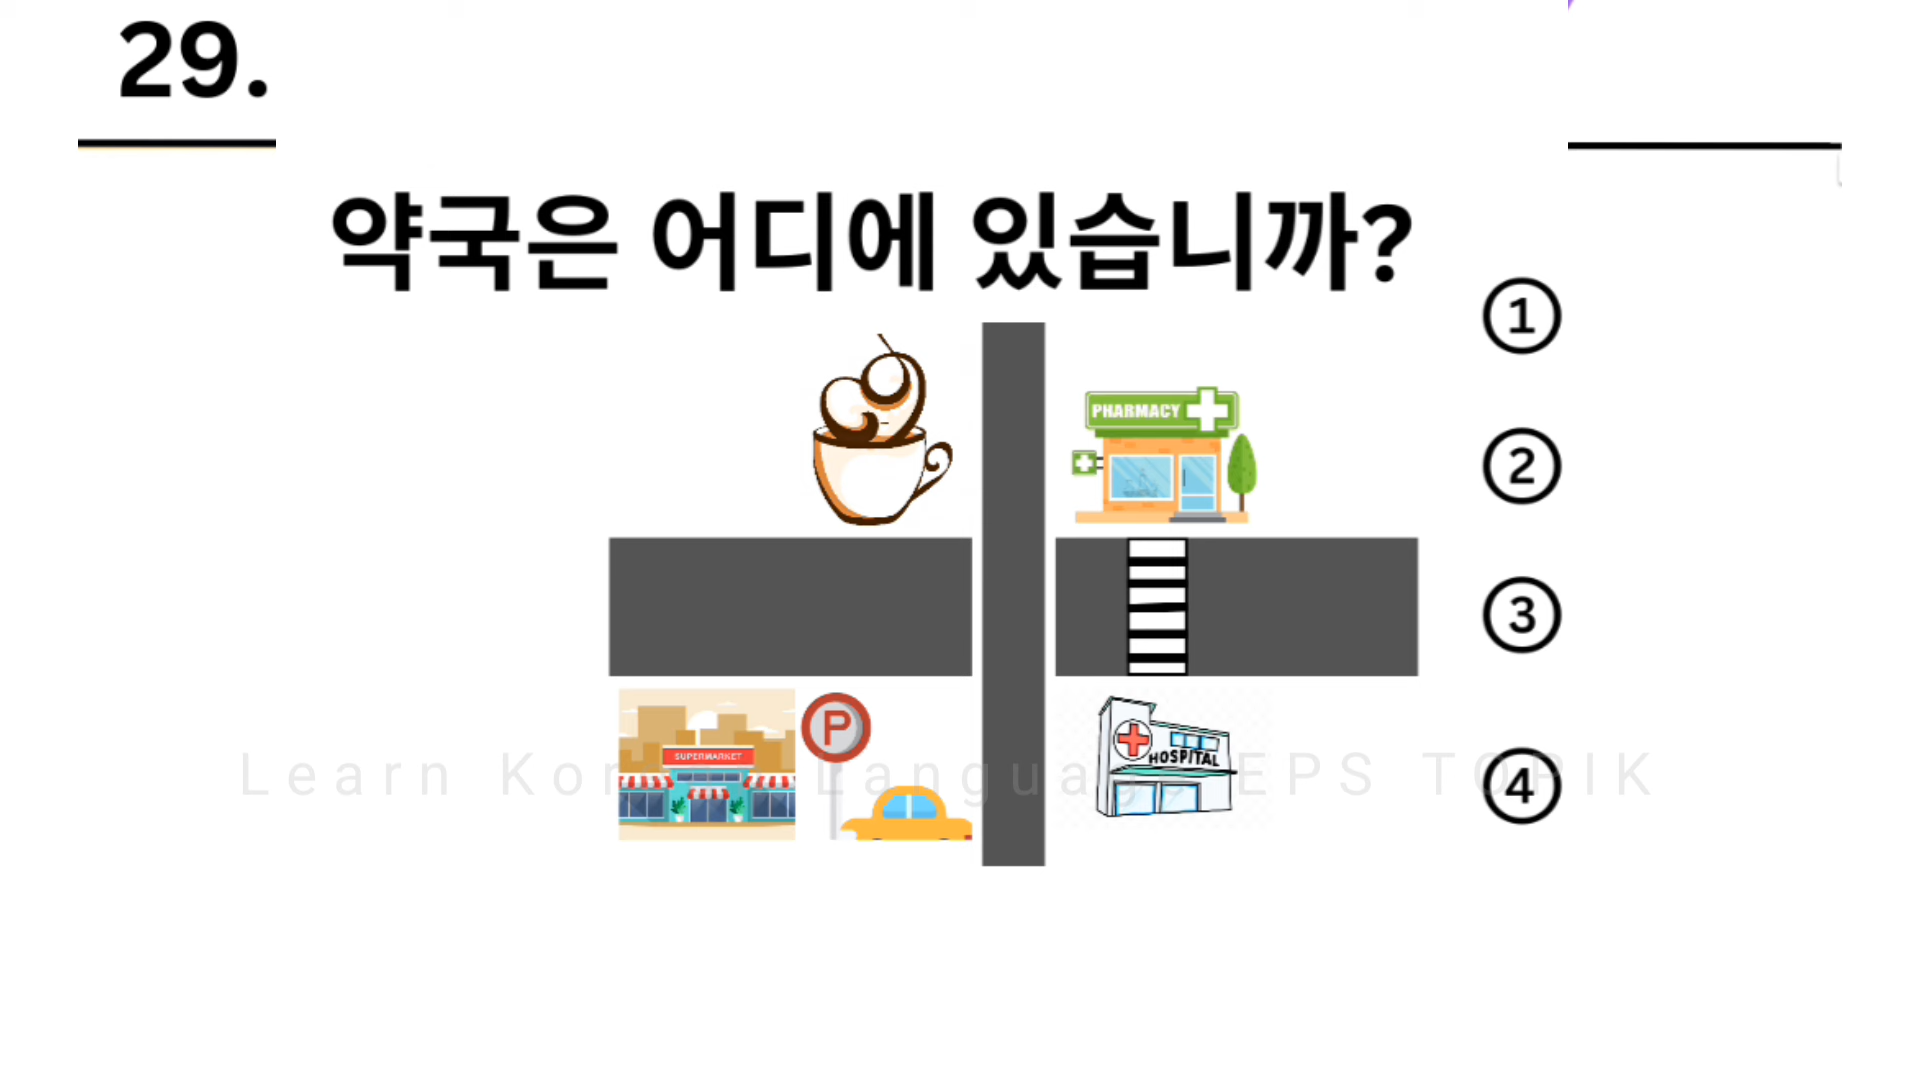 29.
약국은 어디에 있습니까?
①
PHARMACY
②
③
P
SUPERMARKET
HOSPITAL
Learn Korean Language EPS TOPIK
④